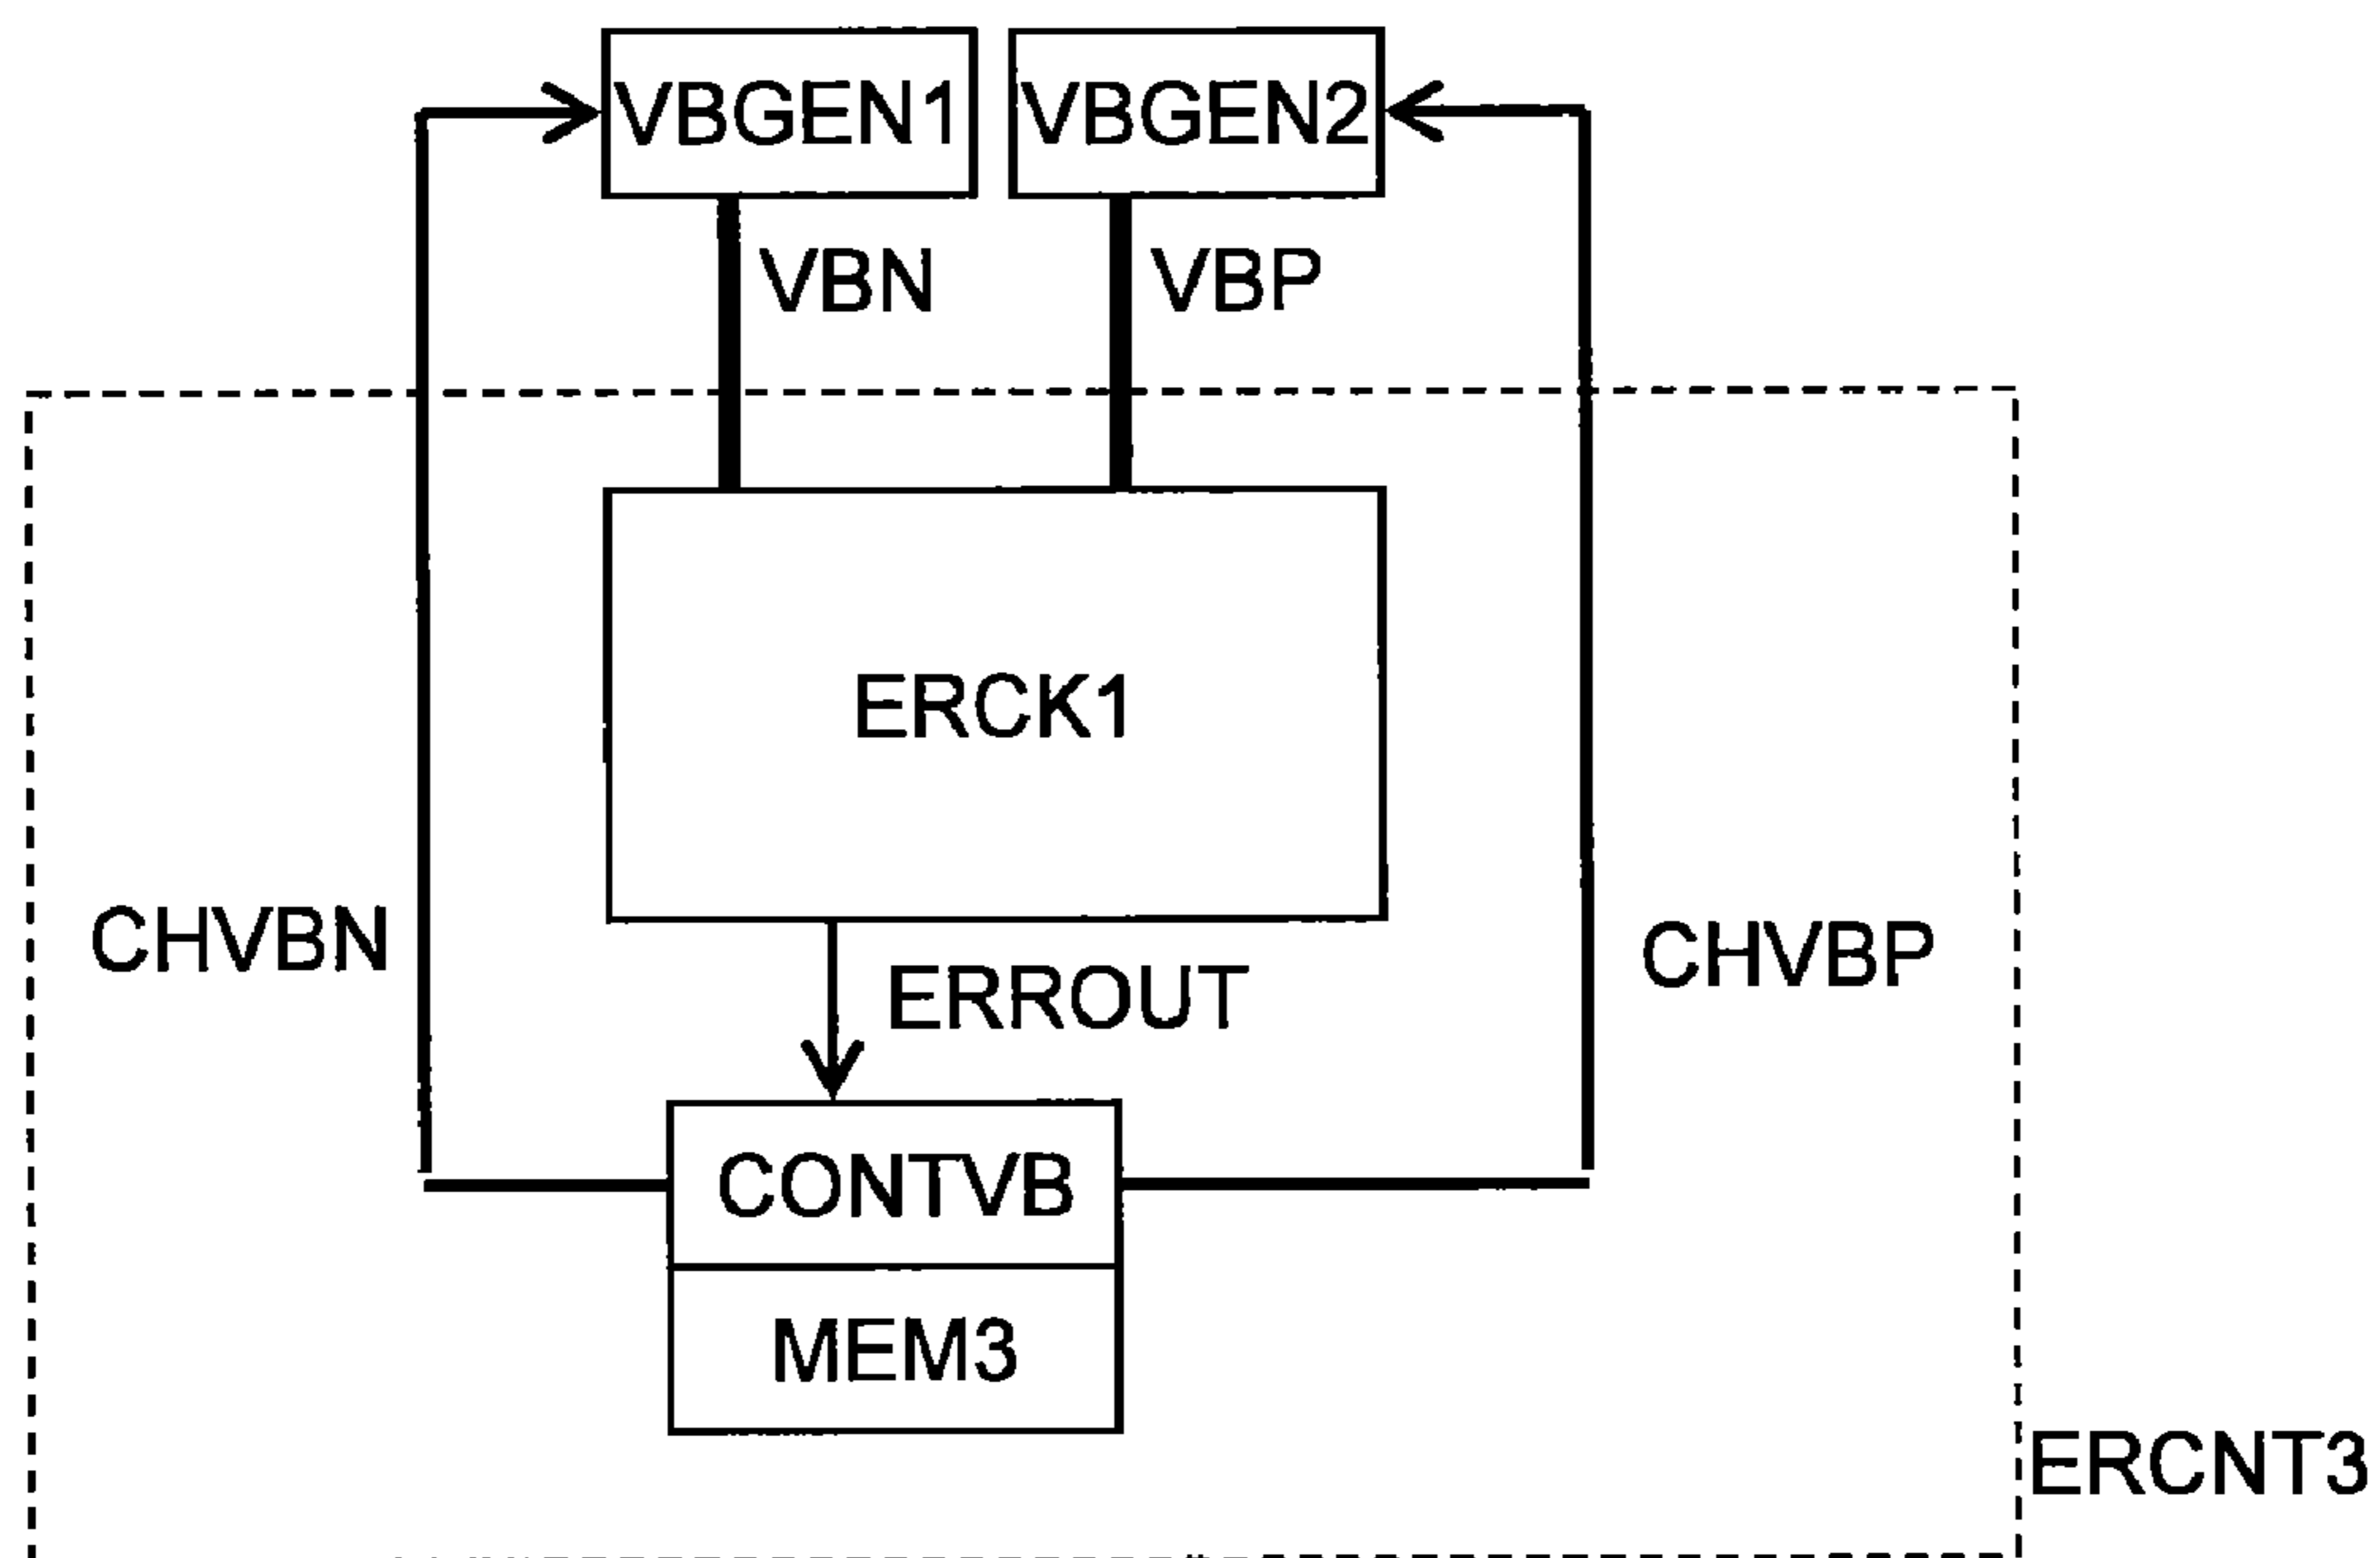 VBGEN1
VBGEN2
VBN
VBP
ERCK1
CHVBN
CHVBP
ERROUT
CONTVB
MEM3
ERCNT3